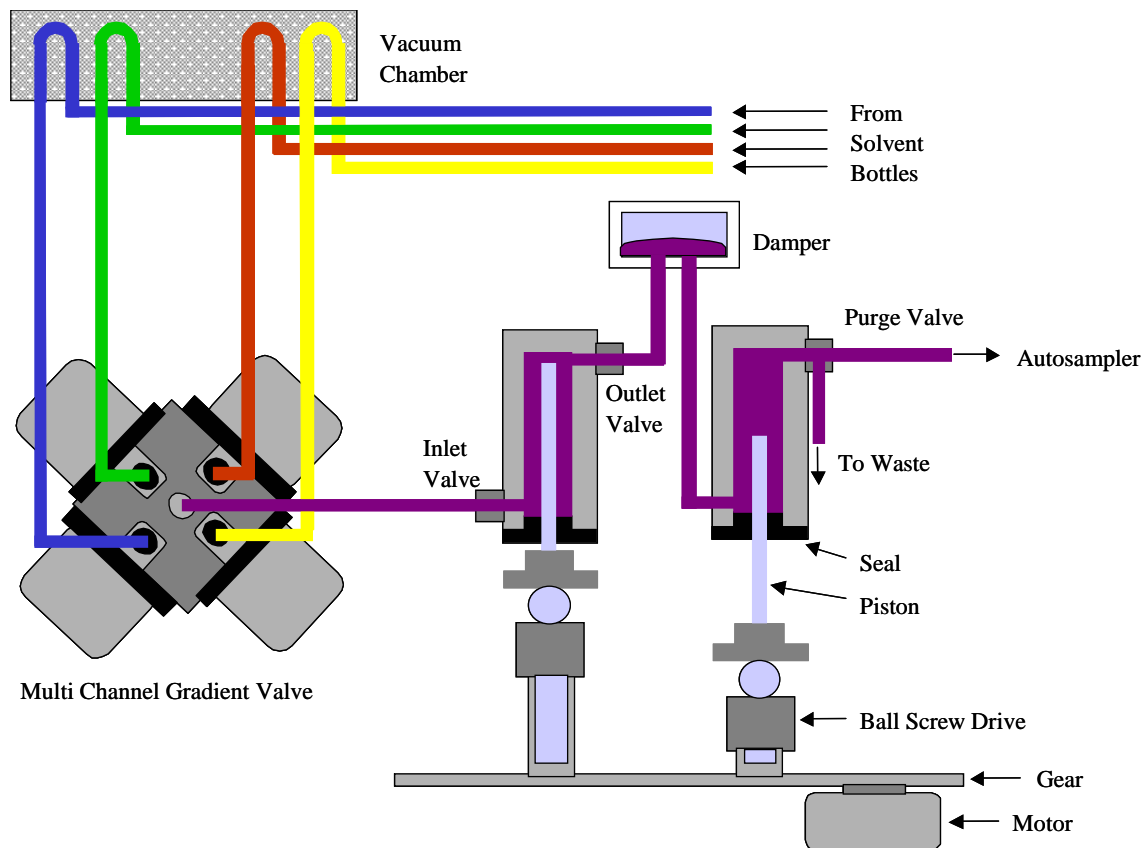 Vacuum
Chamber
From
Solvent
Bottles
Damper
Purge Valve
Autosampler
Outlet
Valve
Inlet
Valve
To Waste
Seal
Piston
Multi Channel Gradient Valve
Ball Screw Drive
Gear
Motor